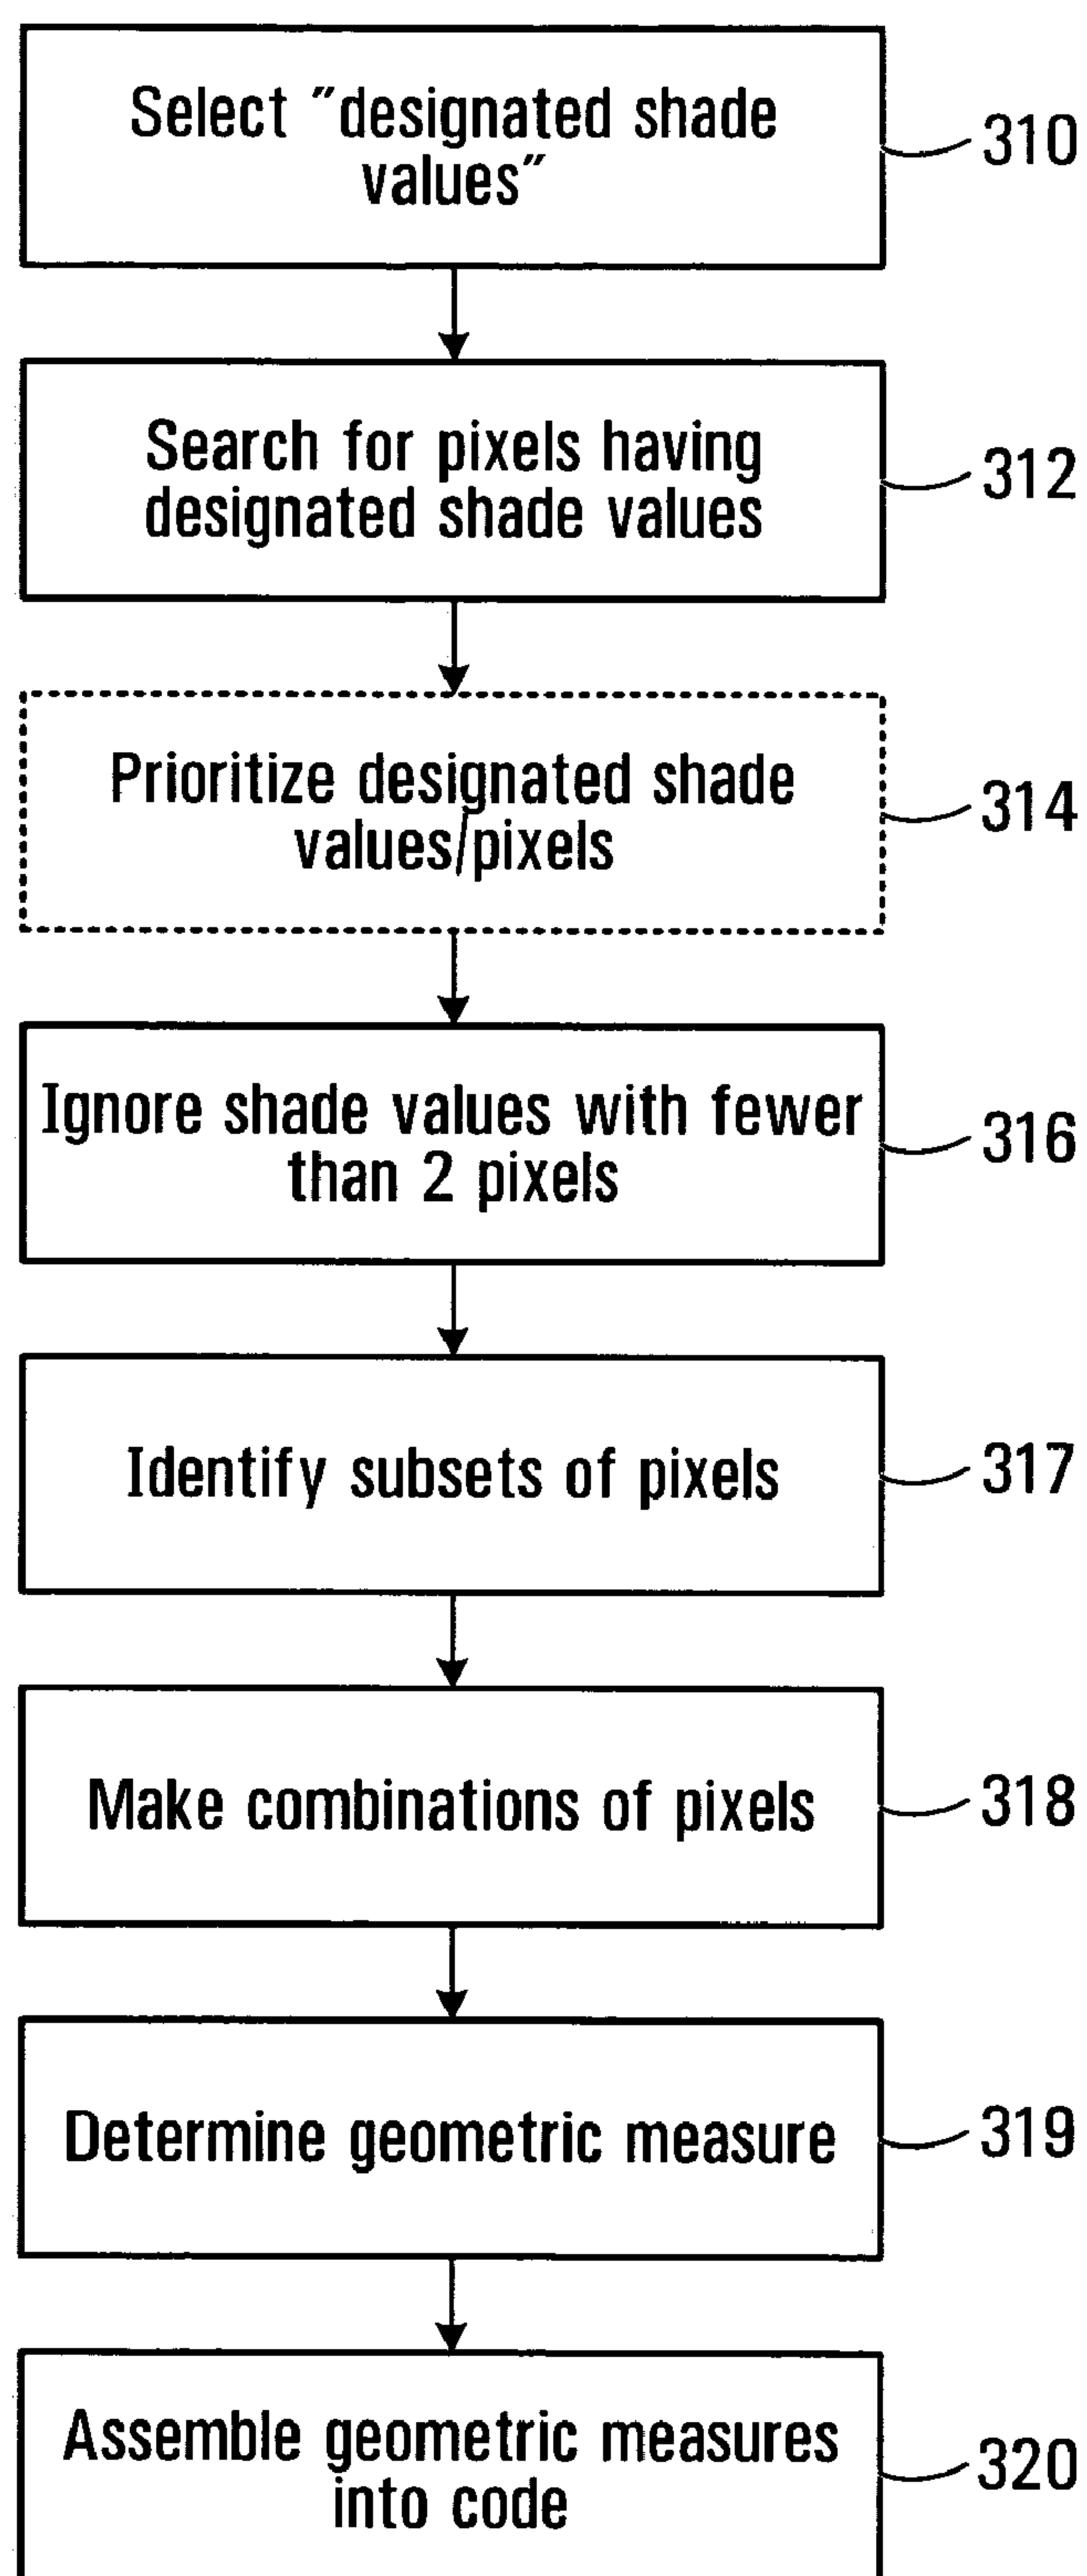 Select "designated shade
values"
310
Search for pixels having
designated shade values
312
Prioritize designated shade
values/pixels
314
Ignore shade values with fewer
than 2 pixels
316
Identify subsets of pixels
317
Make combinations of pixels
318
Determine geometric measure
319
Assemble geometric measures
into code
320